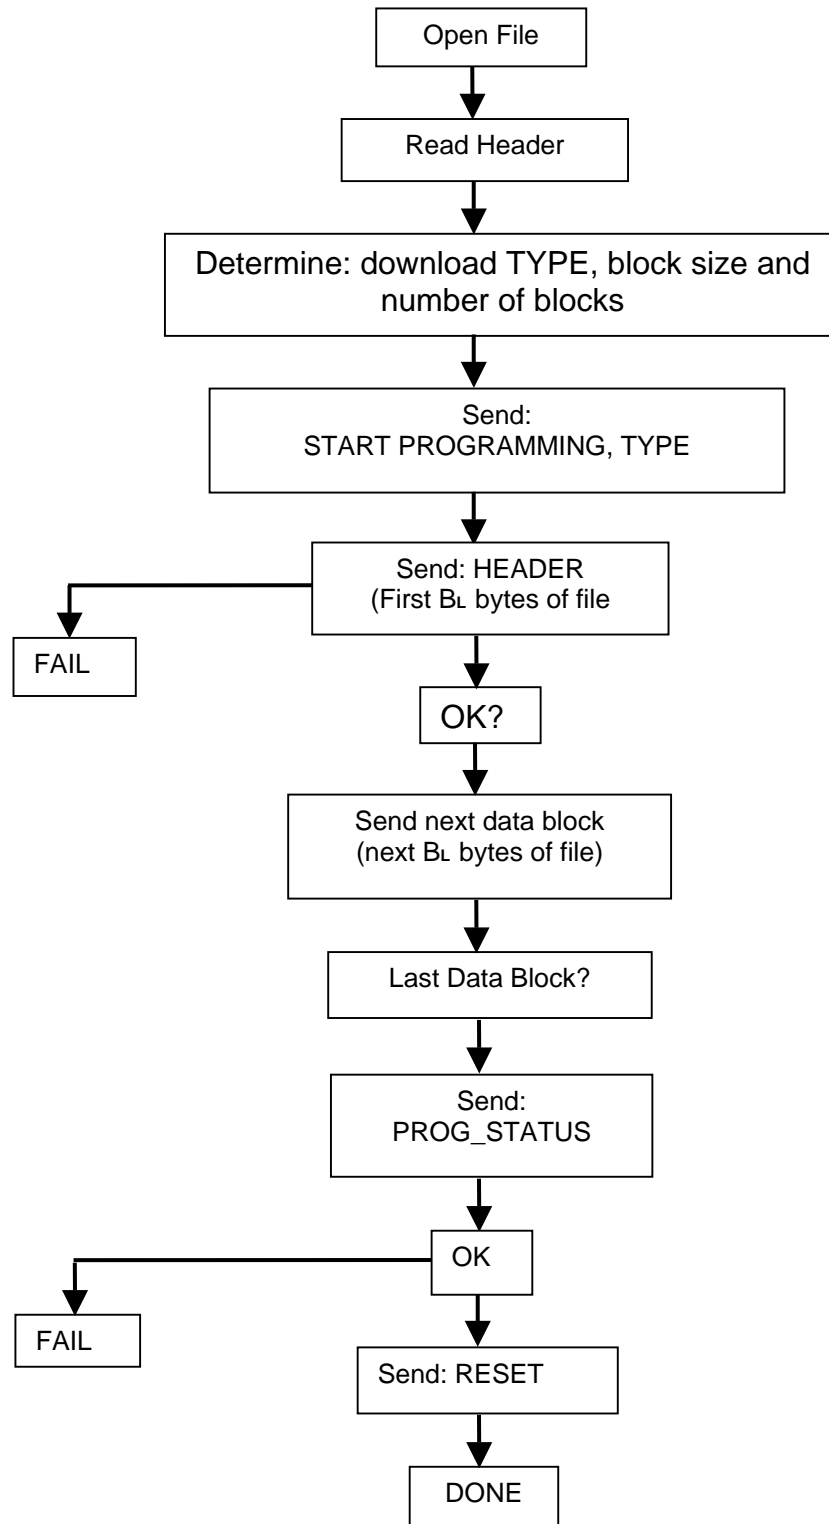 Open File
Read Header
Determine: download TYPE, block size and
number of blocks
Send:
START PROGRAMMING, TYPE
Send: HEADER
(First BL bytes of file
FAIL
OK?
Send next data block
(next BL bytes of file)
Last Data Block?
Send:
PROG_STATUS
OK
FAIL
Send: RESET
DONE